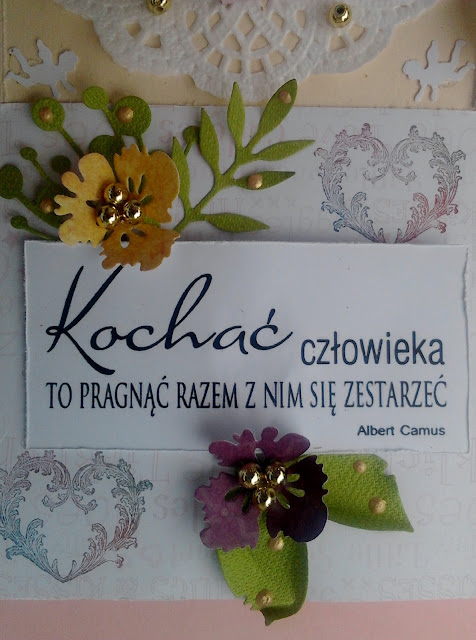 Kochać człowieka
TO PRAGNĄĆ RAZEM Z NIM SIĘ ZESTARZEĆ
Albert Camus